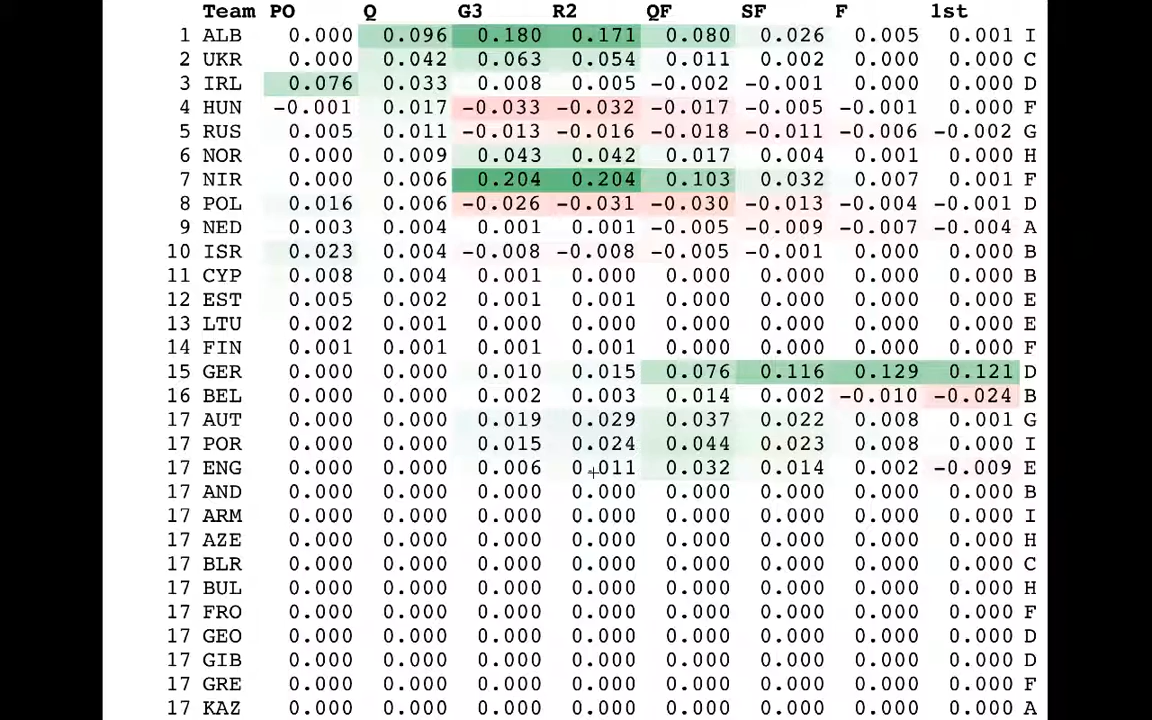 Team PO Q G3 R2 QF SF F 1st
1 ALB 0.000 0.096 0.180 0.171 0.080 0.026 0.005 0.001 I
2 UKR 0.000 0.042 0.063 0.054 0.011 0.002 0.000 0.000 C
3 IRL 0.076 0.033 0.008 0.005 -0.002 -0.001 0.000 0.000 D
4 HUN -0.001 0.017 -0.033 -0.032 -0.017 -0.005 -0.001 0.000 F
5 RUS 0.005 0.011 -0.013 -0.016 -0.018 -0.011 -0.006 -0.002 G
6 NOR 0.000 0.009 0.043 0.042 0.017 0.004 0.001 0.000 H
7 NIR 0.000 0.006 0.204 0.204 0.103 0.032 0.007 0.001 F
8 POL 0.016 0.006 -0.026 -0.031 -0.030 -0.013 -0.004 -0.001 D
9 NED 0.003 0.004 0.001 0.001 -0.005 -0.009 -0.007 -0.004 A
10 ISR 0.023 0.004 -0.008 -0.008 -0.005 -0.001 0.000 0.000 B
11 CYP 0.008 0.004 0.001 0.000 0.000 0.000 0.000 0.000 B
12 EST 0.005 0.002 0.001 0.001 0.000 0.000 0.000 0.000 E
13 LTU 0.002 0.001 0.000 0.000 0.000 0.000 0.000 0.000 E
14 FIN 0.001 0.001 0.001 0.001 0.000 0.000 0.000 0.000 F
15 GER 0.000 0.000 0.010 0.015 0.076 0.116 0.129 0.121 D
16 BEL 0.000 0.000 0.002 0.003 0.014 0.002 -0.010 -0.024 B
17 AUT 0.000 0.000 0.019 0.029 0.037 0.022 0.008 0.001 G
17 POR 0.000 0.000 0.015 0.024 0.044 0.023 0.008 0.000 I
17 ENG 0.000 0.000 0.006 0.011 0.032 0.014 0.002 -0.009 E
17 AND 0.000 0.000 0.000 0.000 0.000 0.000 0.000 0.000 B
17 ARM 0.000 0.000 0.000 0.000 0.000 0.000 0.000 0.000 I
17 AZE 0.000 0.000 0.000 0.000 0.000 0.000 0.000 0.000 H
17 BLR 0.000 0.000 0.000 0.000 0.000 0.000 0.000 0.000 C
17 BUL 0.000 0.000 0.000 0.000 0.000 0.000 0.000 0.000 H
17 FRO 0.000 0.000 0.000 0.000 0.000 0.000 0.000 0.000 F
17 GEO 0.000 0.000 0.000 0.000 0.000 0.000 0.000 0.000 D
17 GIB 0.000 0.000 0.000 0.000 0.000 0.000 0.000 0.000 D
17 GRE 0.000 0.000 0.000 0.000 0.000 0.000 0.000 0.000 F
17 KAZ 0.000 0.000 0.000 0.000 0.000 0.000 0.000 0.000 A